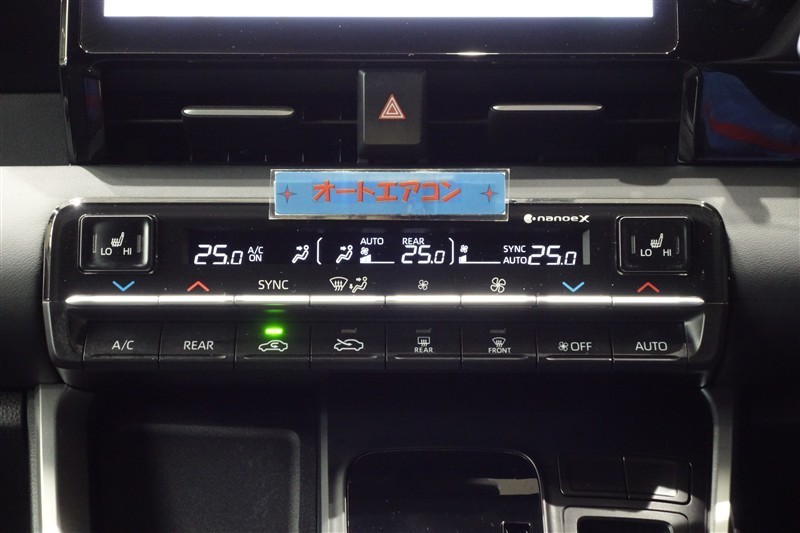 オートエアコン
nanoeX
LO HI
25.0 A/C ON
AUTO REAR 25.0
SYNC AUTO 25.0
LO HI
SYNC
A/C REAR REAR FRONT OFF AUTO